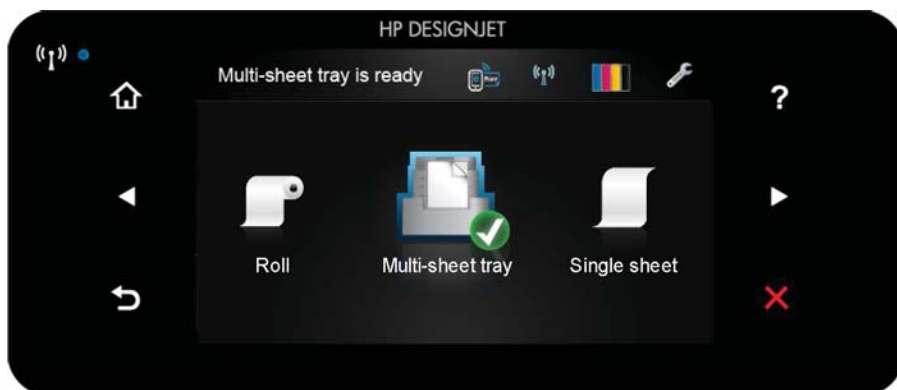 HP DESIGNJET
Multi-sheet tray is ready
?
Roll
Multi-sheet tray
Single sheet